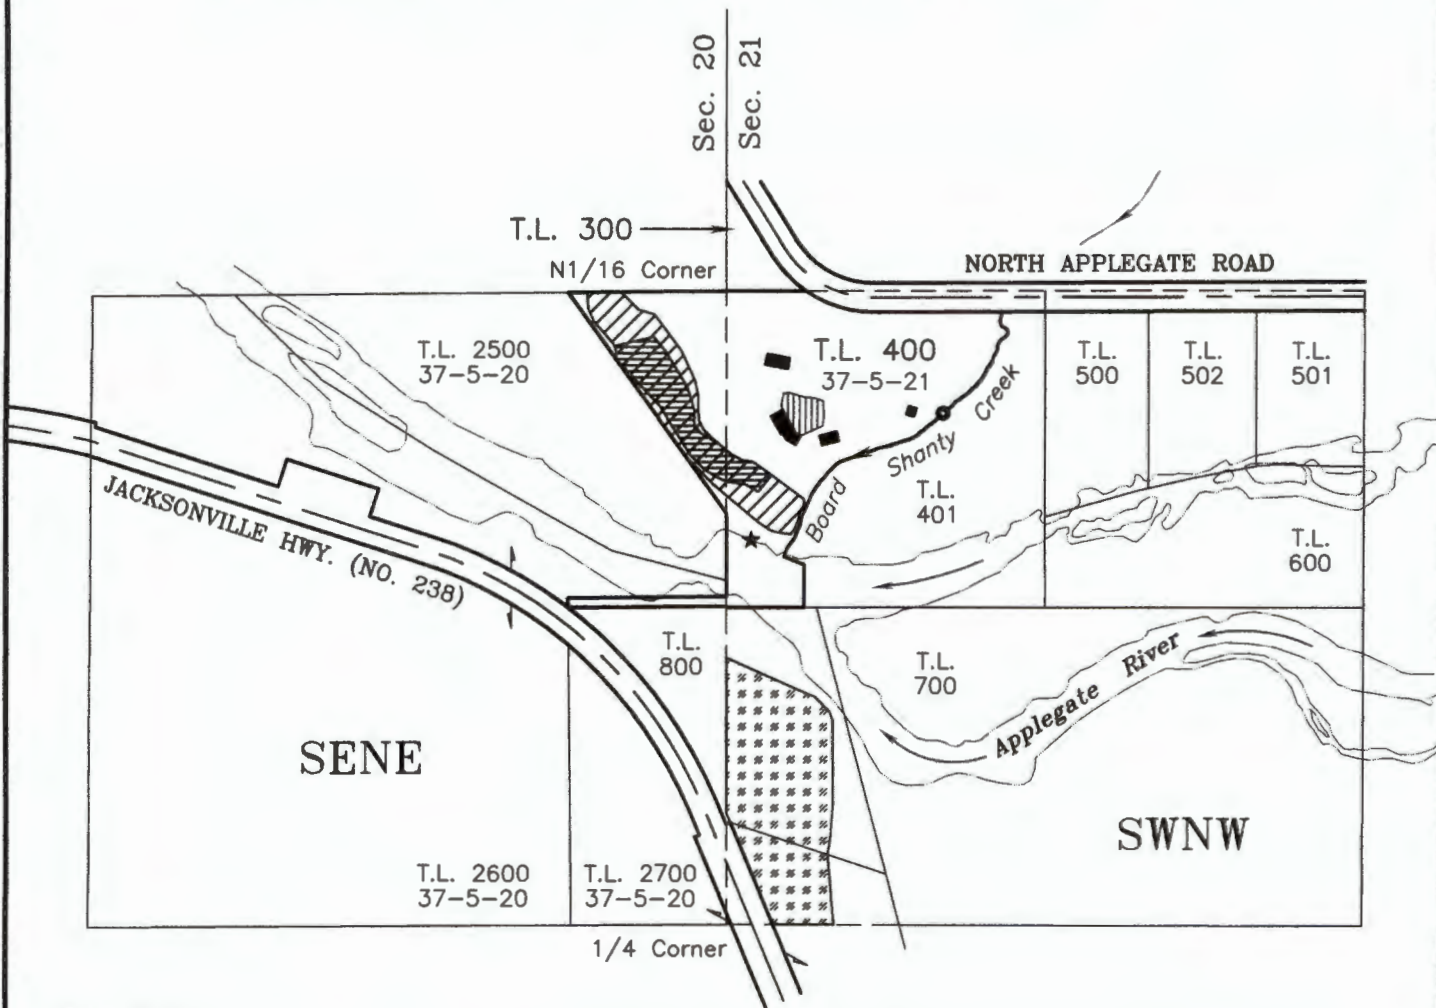 Sec. 20
Sec. 21
T.L. 300
N1/16 Corner
NORTH APPLEGATE ROAD
T.L. 2500
37-5-20
T.L. 400
37-5-21
T.L.
500
T.L.
502
T.L.
501
Board Shanty Creek
T.L.
401
T.L.
600
JACKSONVILLE HWY. (NO. 238)
T.L.
800
T.L.
700
Applegate River
SENE
SWNW
T.L. 2600
37-5-20
T.L. 2700
37-5-20
1/4 Corner